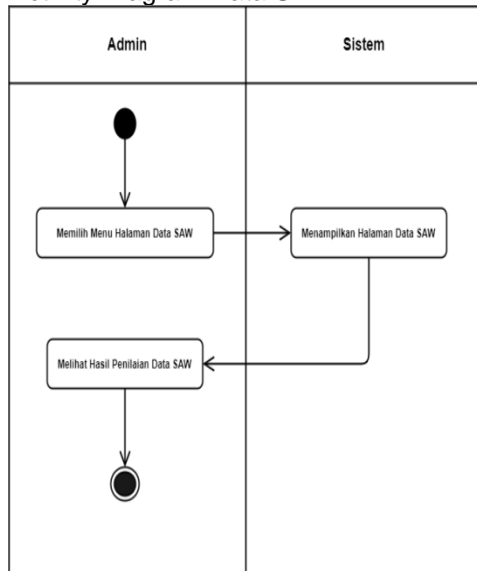 Admin
Sistem
Memilih Menu Halaman Data SAW
Menampilkan Halaman Data SAW
Melihat Hasil Penilaian Data SAW